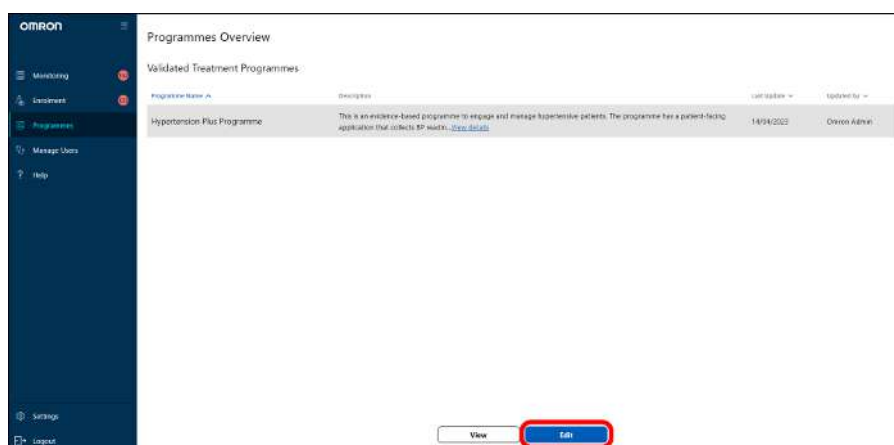 OMRON
Monitoring
Enrolment
Programmes
Manage Users
? Help
Settings
Logout
Programmes Overview
Validated Treatment Programmes
Programme Name
Description
Last Update
Updated by
Hypertension Plus Programme
This is an evidence-based programme to engage and manage hypertensive patients. The programme has a patient-facing
application that collects BP readin...View details
14/04/2023
Omron Admin
View
Edit